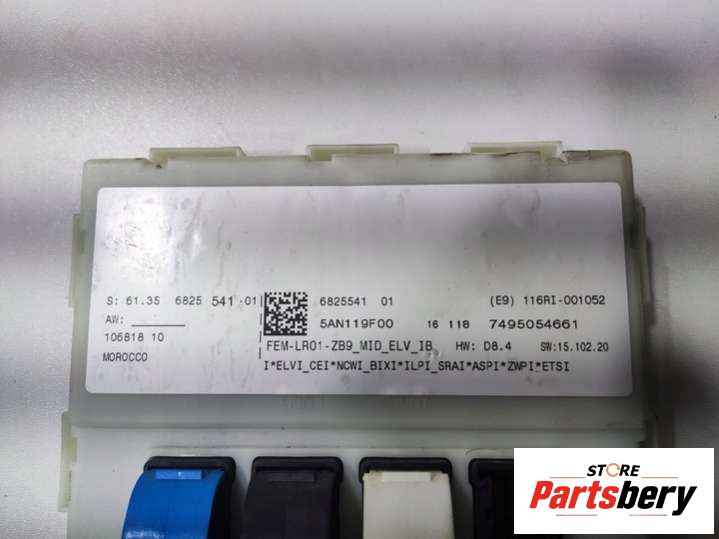 S: 61.35 6825 541 -01
AW:
106818 10
MOROCCO
6825541 01
(E9) 116RI-001052
5AN119F00 16 118 7495054661
FEM-LR01-ZB9_MID_ELV_IB HW: D8.4 SW:15.102.20
I*ELVI_CEI*NCWI_BIXI*ILPI_SRAI*ASPI*ZWPI*ETSI
STORE
Partsbery